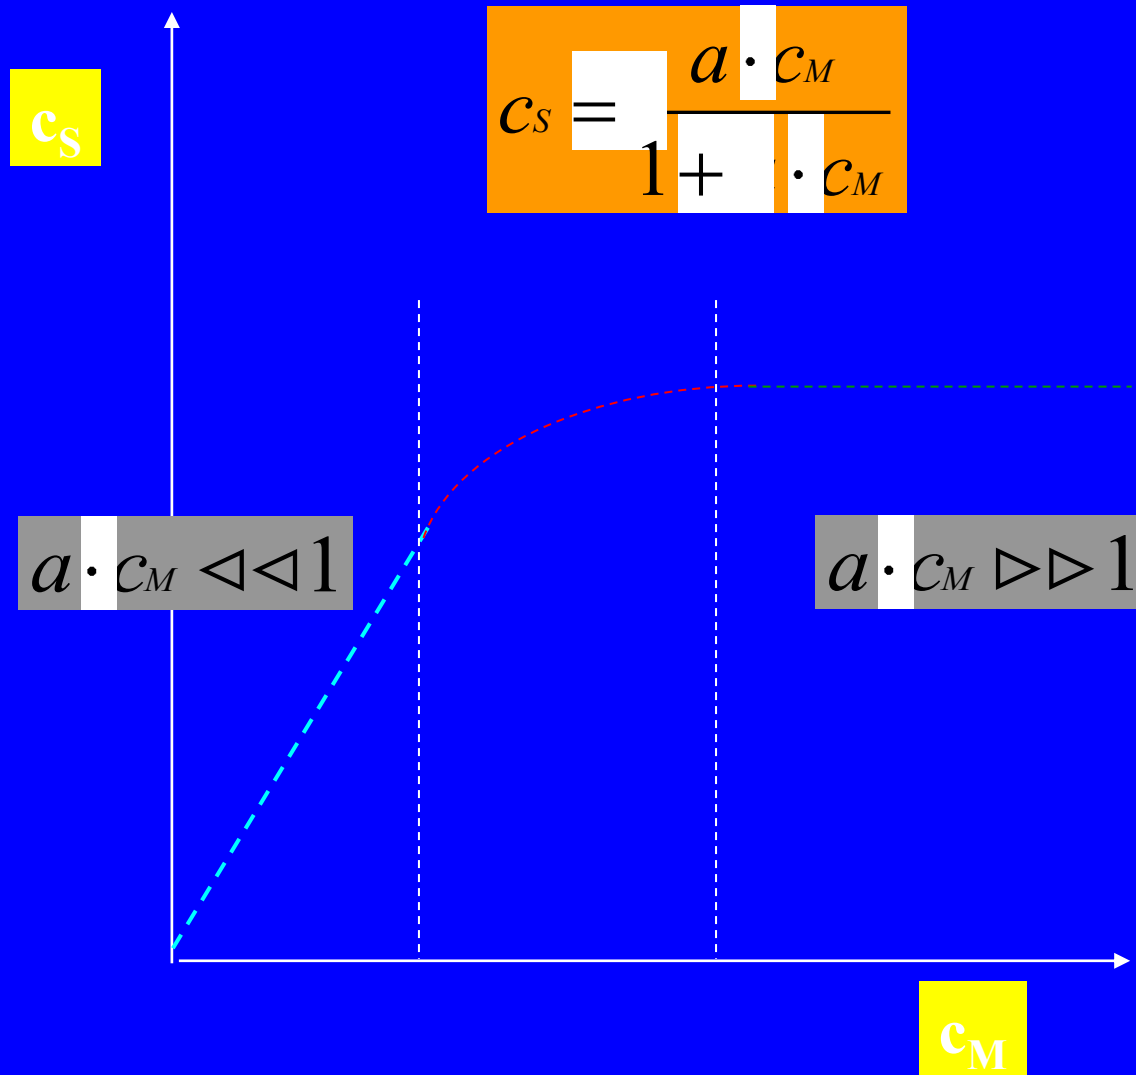 a · c_M
c_S = ———
1 + · c_M
c_S
a · c_M ⊲⊲ 1
a · c_M ⊳⊳ 1
c_M